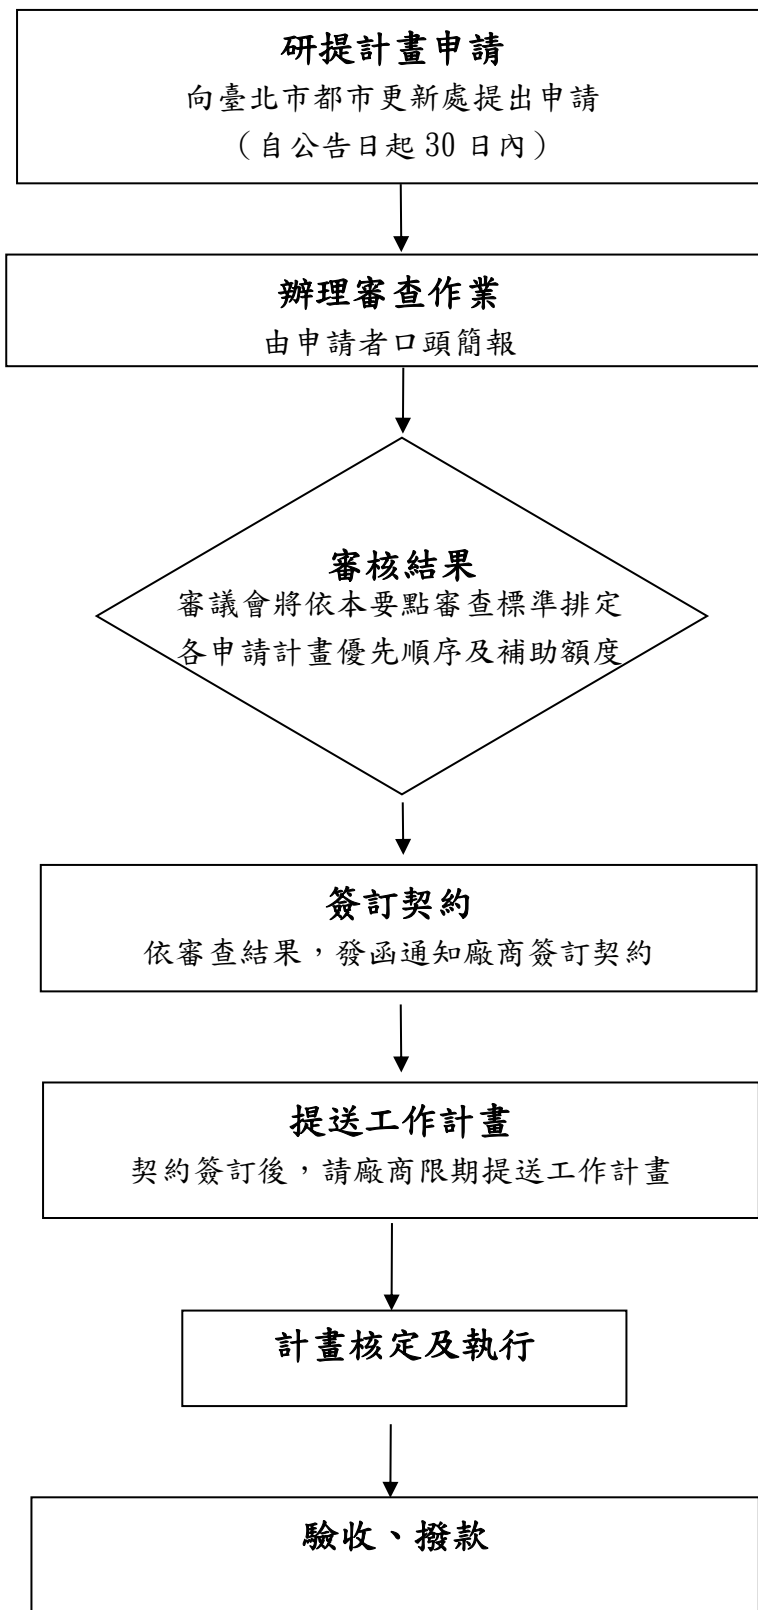 研提計畫申請
向臺北市都市更新處提出申請
（自公告日起 30 日內）
辦理審查作業
由申請者口頭簡報
審核結果
審議會將依本要點審查標準排定
各申請計畫優先順序及補助額度
簽訂契約
依審查結果，發函通知廠商簽訂契約
提送工作計畫
契約簽訂後，請廠商限期提送工作計畫
計畫核定及執行
驗收、撥款